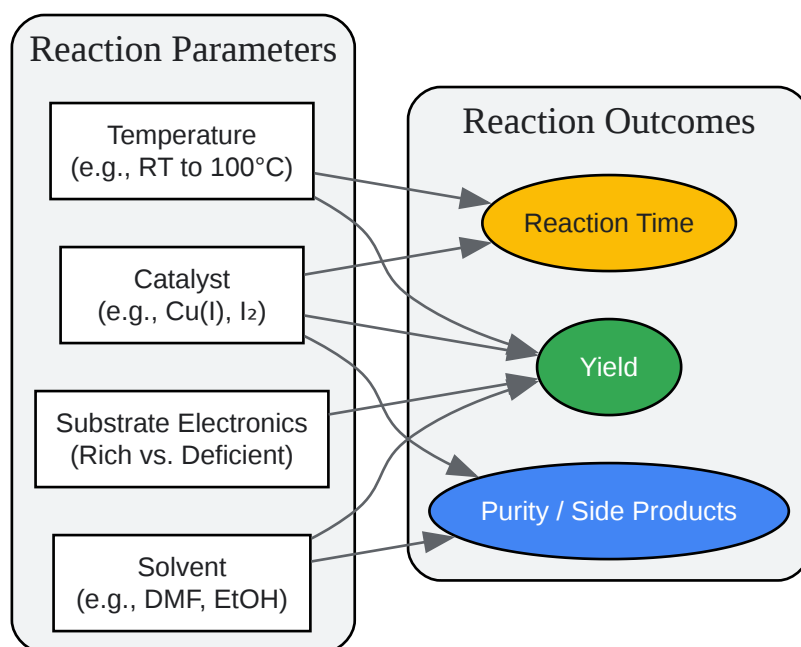 Reaction Parameters
Temperature
(e.g., RT to 100°C)
Catalyst
(e.g., Cu(I), I₂)
Substrate Electronics
(Rich vs. Deficient)
Solvent
(e.g., DMF, EtOH)
Reaction Outcomes
Reaction Time
Yield
Purity / Side Products